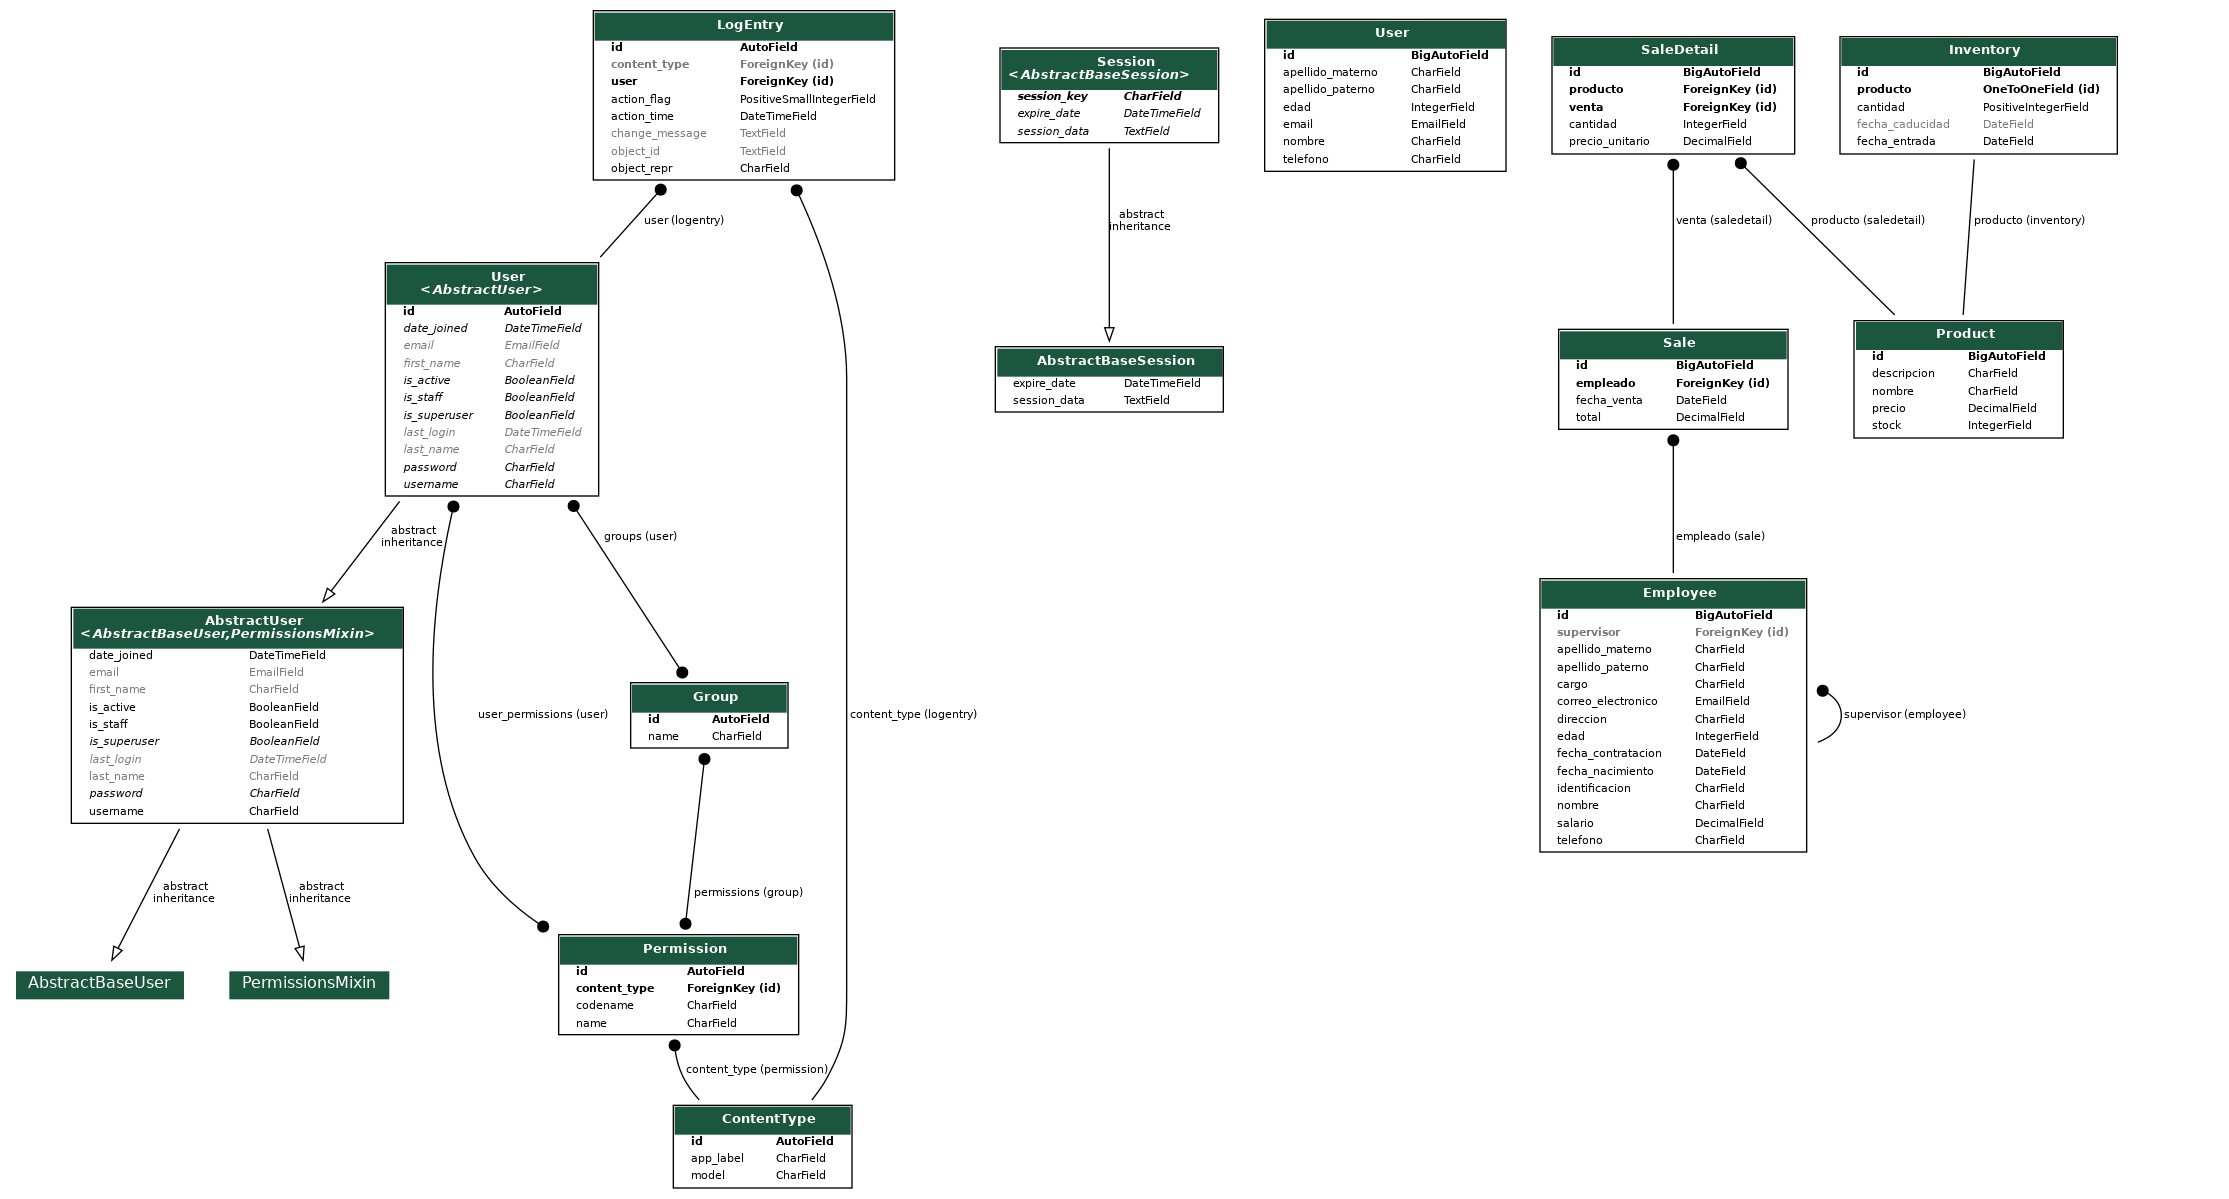 LogEntry
id AutoField
content_type ForeignKey (id)
user ForeignKey (id)
action_flag PositiveSmallIntegerField
action_time DateTimeField
change_message TextField
object_id TextField
object_repr CharField
user (logentry)
User
<AbstractUser>
id AutoField
date_joined DateTimeField
email EmailField
first_name CharField
is_active BooleanField
is_staff BooleanField
is_superuser BooleanField
last_login DateTimeField
last_name CharField
password CharField
username CharField
abstract
inheritance
groups (user)
AbstractUser
<AbstractBaseUser,PermissionsMixin>
date_joined DateTimeField
email EmailField
first_name CharField
is_active BooleanField
is_staff BooleanField
is_superuser BooleanField
last_login DateTimeField
last_name CharField
password CharField
username CharField
user_permissions (user)
Group
id AutoField
name CharField
content_type (logentry)
abstract
inheritance
abstract
inheritance
permissions (group)
AbstractBaseUser
PermissionsMixin
Permission
id AutoField
content_type ForeignKey (id)
codename CharField
name CharField
content_type (permission)
ContentType
id AutoField
app_label CharField
model CharField
Session
<AbstractBaseSession>
session_key CharField
expire_date DateTimeField
session_data TextField
abstract
inheritance
AbstractBaseSession
expire_date DateTimeField
session_data TextField
User
id BigAutoField
apellido_materno CharField
apellido_paterno CharField
edad IntegerField
email EmailField
nombre CharField
telefono CharField
SaleDetail
id BigAutoField
producto ForeignKey (id)
venta ForeignKey (id)
cantidad IntegerField
precio_unitario DecimalField
Inventory
id BigAutoField
producto OneToOneField (id)
cantidad PositiveIntegerField
fecha_caducidad DateField
fecha_entrada DateField
venta (saledetail)
producto (saledetail)
producto (inventory)
Sale
id BigAutoField
empleado ForeignKey (id)
fecha_venta DateField
total DecimalField
Product
id BigAutoField
descripcion CharField
nombre CharField
precio DecimalField
stock IntegerField
empleado (sale)
Employee
id BigAutoField
supervisor ForeignKey (id)
apellido_materno CharField
apellido_paterno CharField
cargo CharField
correo_electronico EmailField
direccion CharField
edad IntegerField
fecha_contratacion DateField
fecha_nacimiento DateField
identificacion CharField
nombre CharField
salario DecimalField
telefono CharField
supervisor (employee)